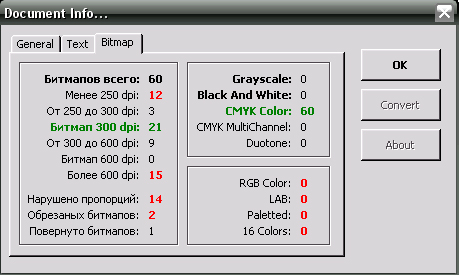 Document Info...
General
Text
Bitmap
Битмапов всего: 60
Менее 250 dpi: 12
От 250 до 300 dpi: 3
Битмап 300 dpi: 21
От 300 до 600 dpi: 9
Битмап 600 dpi: 0
Более 600 dpi: 15
Нарушено пропорций: 14
Обрезаных битмапов: 2
Повернуто битмапов: 1
Grayscale: 0
Black And White: 0
CMYK Color: 60
CMYK MultiChannel: 0
Duotone: 0
RGB Color: 0
LAB: 0
Paletted: 0
16 Colors: 0
OK
Convert
About